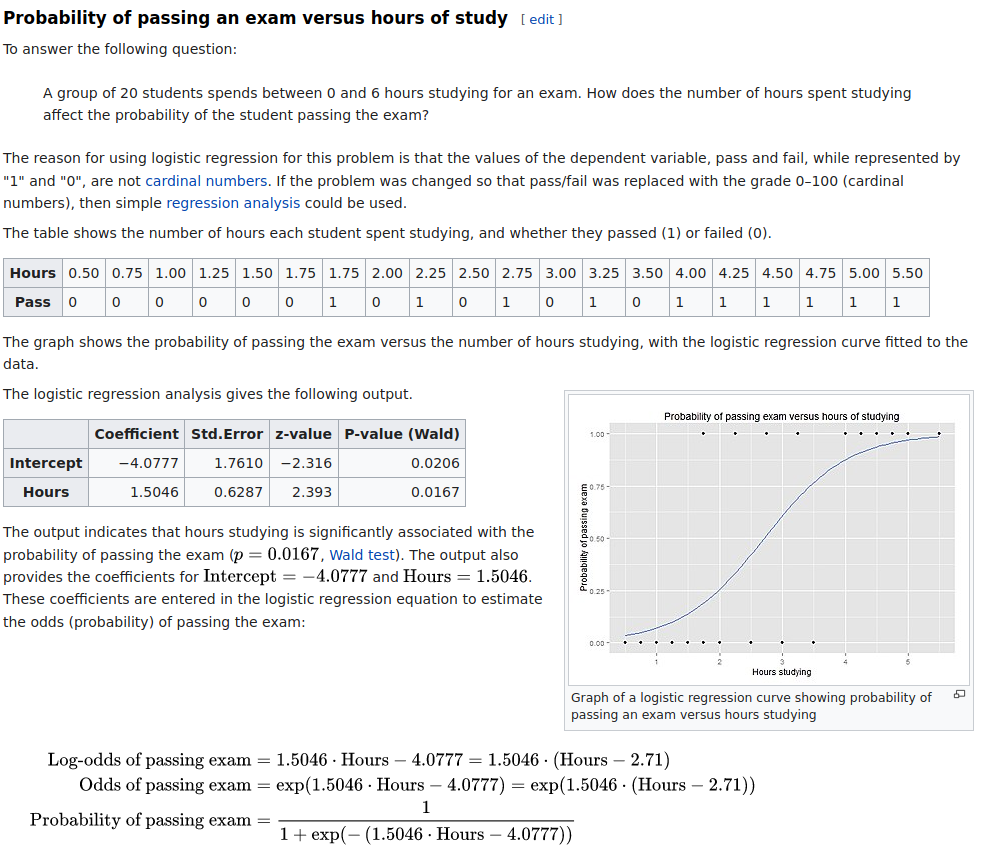 Probability of passing an exam versus hours of study [ edit ]
To answer the following question:
A group of 20 students spends between 0 and 6 hours studying for an exam. How does the number of hours spent studying
affect the probability of the student passing the exam?
The reason for using logistic regression for this problem is that the values of the dependent variable, pass and fail, while represented by
"1" and "0", are not cardinal numbers. If the problem was changed so that pass/fail was replaced with the grade 0–100 (cardinal
numbers), then simple regression analysis could be used.
The table shows the number of hours each student spent studying, and whether they passed (1) or failed (0).
Hours 0.50 0.75 1.00 1.25 1.50 1.75 1.75 2.00 2.25 2.50 2.75 3.00 3.25 3.50 4.00 4.25 4.50 4.75 5.00 5.50
Pass 0 0 0 0 0 0 1 0 1 0 1 0 1 0 1 1 1 1 1 1
The graph shows the probability of passing the exam versus the number of hours studying, with the logistic regression curve fitted to the
data.
The logistic regression analysis gives the following output.
Coefficient Std.Error z-value P-value (Wald)
Intercept −4.0777 1.7610 −2.316 0.0206
Hours 1.5046 0.6287 2.393 0.0167
The output indicates that hours studying is significantly associated with the
probability of passing the exam (p = 0.0167, Wald test). The output also
provides the coefficients for Intercept = −4.0777 and Hours = 1.5046.
These coefficients are entered in the logistic regression equation to estimate
the odds (probability) of passing the exam:
Probability of passing exam versus hours of studying
Probability of passing exam
1.00
0.75
0.50
0.25
0.00
1 2 3 4 5
Hours studying
Graph of a logistic regression curve showing probability of
passing an exam versus hours studying
Log-odds of passing exam = 1.5046 · Hours − 4.0777 = 1.5046 · (Hours − 2.71)
Odds of passing exam = exp(1.5046 · Hours − 4.0777) = exp(1.5046 · (Hours − 2.71))
Probability of passing exam = 1 / 1 + exp(− (1.5046 · Hours − 4.0777))